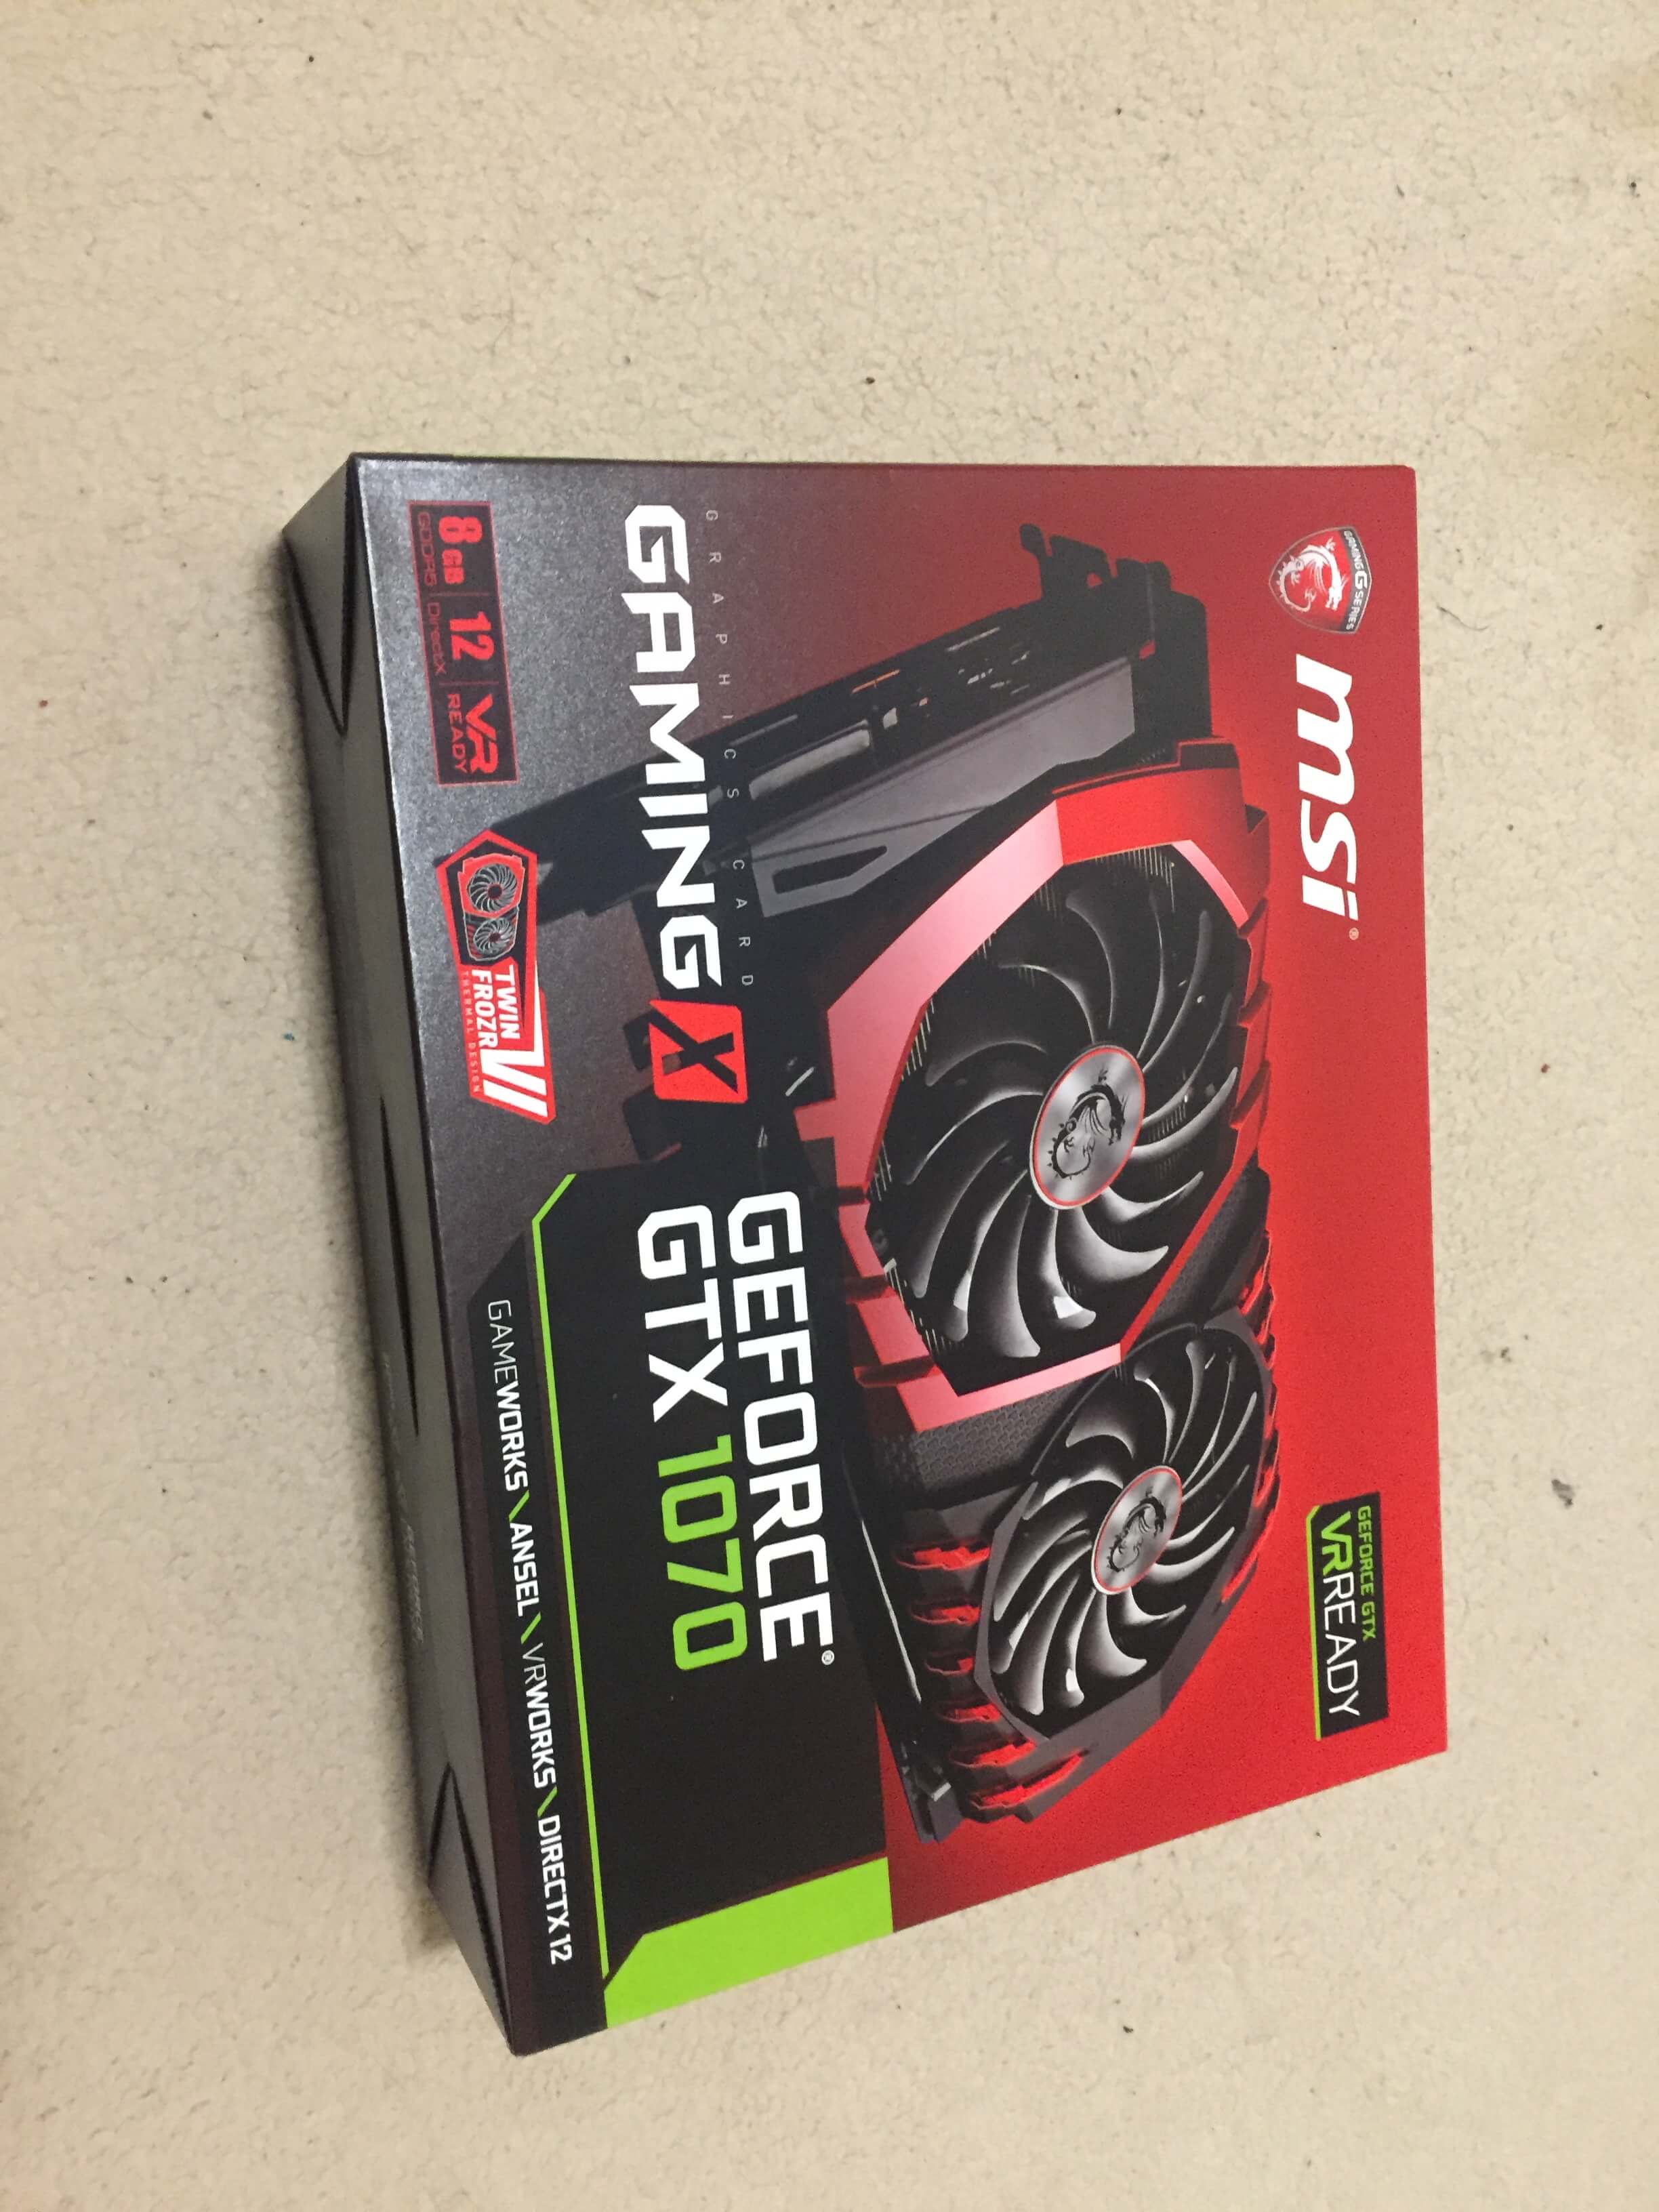 GAMING G SERIES
msi®
GEFORCE GTX
VRREADY
GEFORCE®
GTX 1070
GRAPHICS CARD
GAMING X
GAMEWORKS \ ANSEL \ VRWORKS \ DIRECTX 12
8 GB
GDDR5
12
DirectX
VR
READY
TWIN
FROZR VI
THERMAL DESIGN
GEFORCE